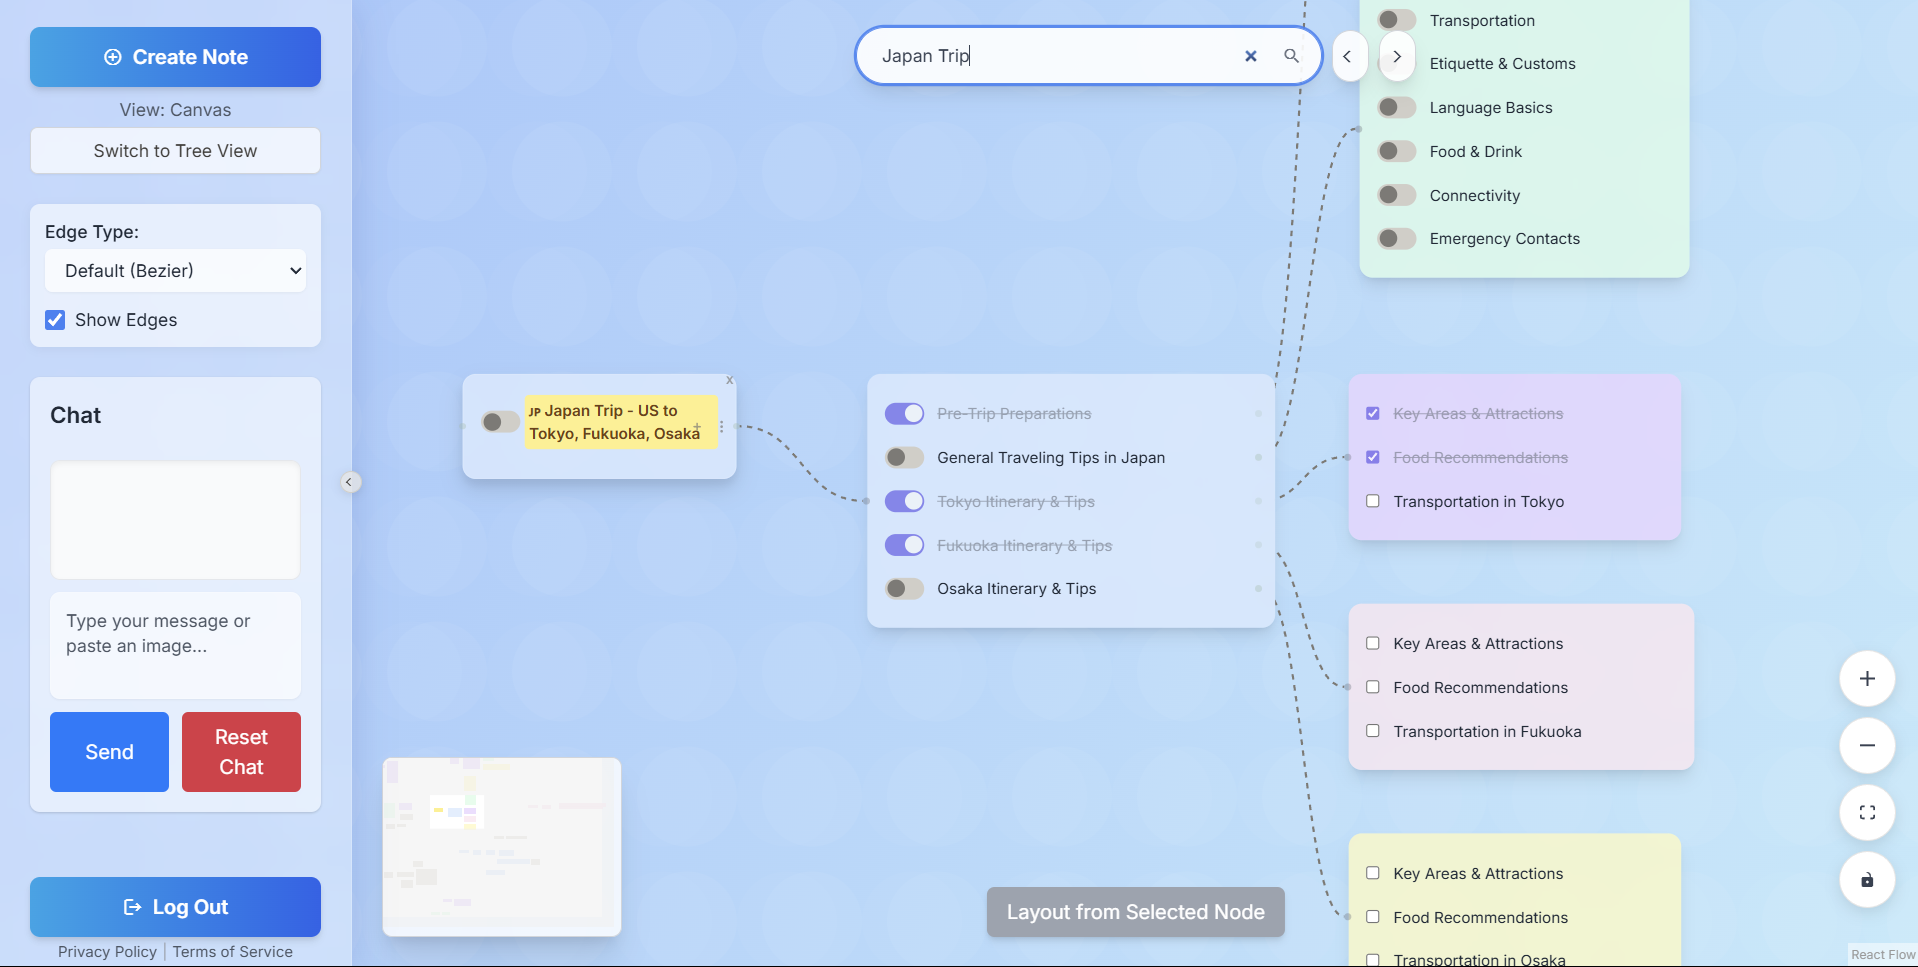 Create Note
View: Canvas
Switch to Tree View
Edge Type:
Default (Bezier)
Show Edges
Chat
Type your message or
paste an image...
Send
Reset
Chat
Log Out
Privacy Policy | Terms of Service
Japan Trip
x
JP Japan Trip - US to
Tokyo, Fukuoka, Osaka
Pre-Trip Preparations
General Traveling Tips in Japan
Tokyo Itinerary & Tips
Fukuoka Itinerary & Tips
Osaka Itinerary & Tips
Transportation
Etiquette & Customs
Language Basics
Food & Drink
Connectivity
Emergency Contacts
Key Areas & Attractions
Food Recommendations
Transportation in Tokyo
Key Areas & Attractions
Food Recommendations
Transportation in Fukuoka
Key Areas & Attractions
Food Recommendations
Transportation in Osaka
Layout from Selected Node
React Flow